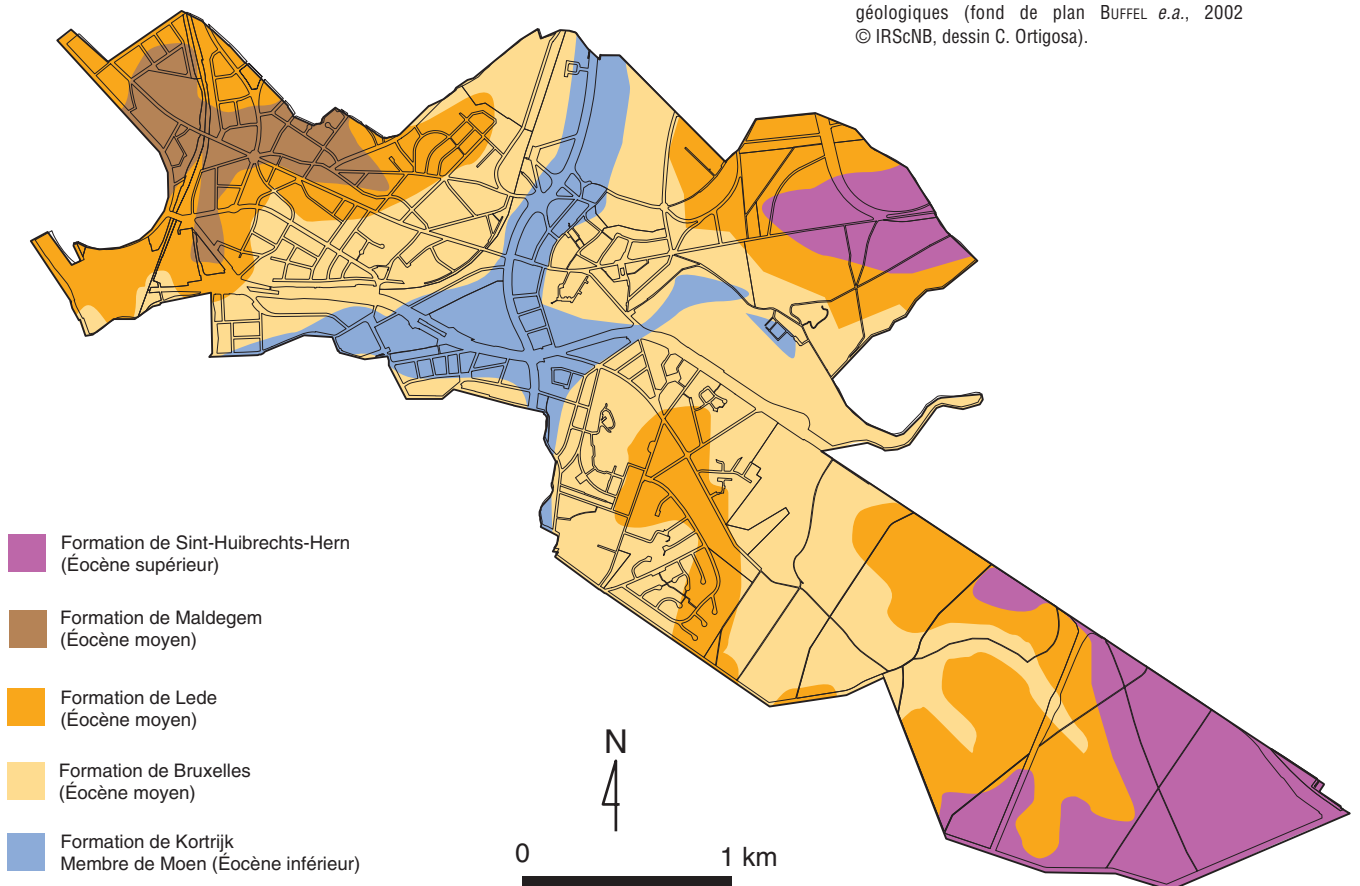 géologiques (fond de plan BUFFEL e.a., 2002
© IRScNB, dessin C. Ortigosa).
Formation de Sint-Huibrechts-Hern
(Éocène supérieur)
Formation de Maldegem
(Éocène moyen)
Formation de Lede
(Éocène moyen)
Formation de Bruxelles
(Éocène moyen)
Formation de Kortrijk
Membre de Moen (Éocène inférieur)
N
0 1 km